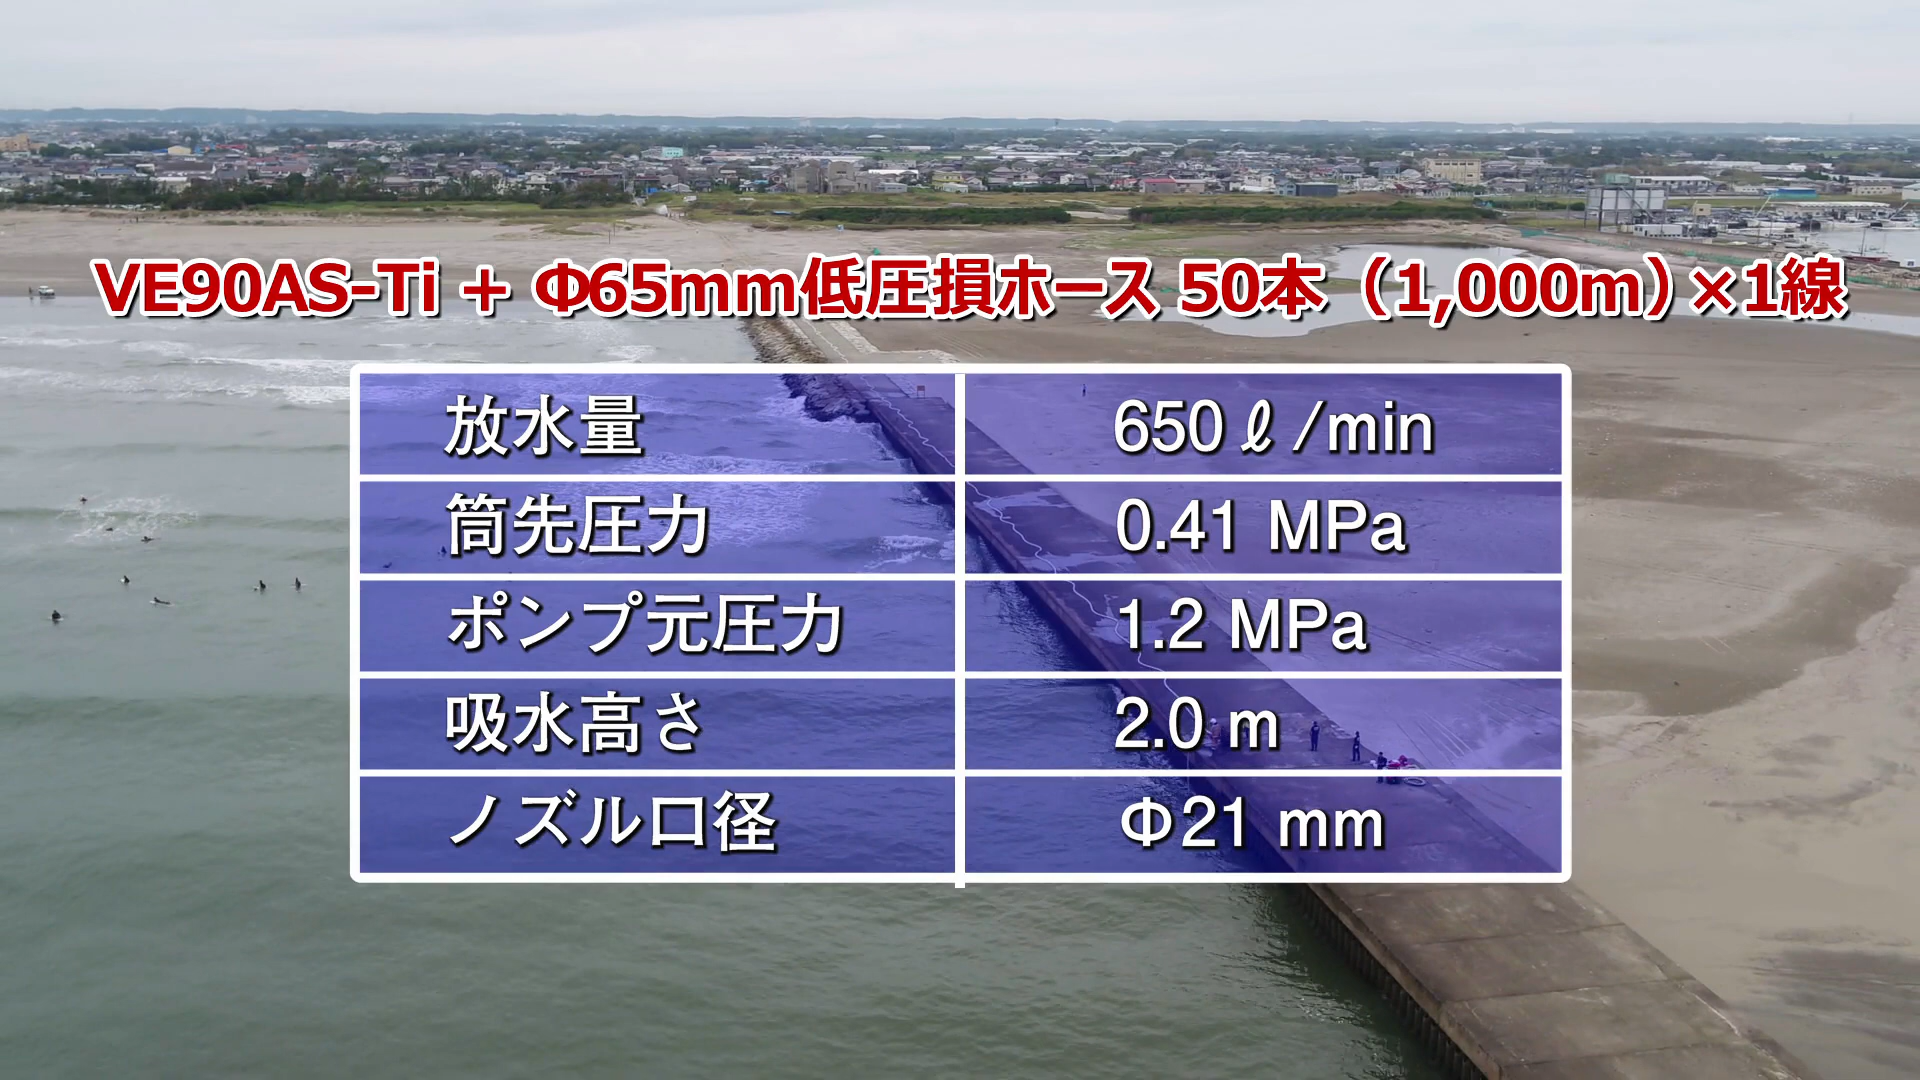 VE90AS-Ti + Φ65mm低圧損ホース 50本（1,000m）×1線
放水量 650ℓ/min
筒先圧力 0.41 MPa
ポンプ元圧力 1.2 MPa
吸水高さ 2.0 m
ノズル口径 Φ21 mm